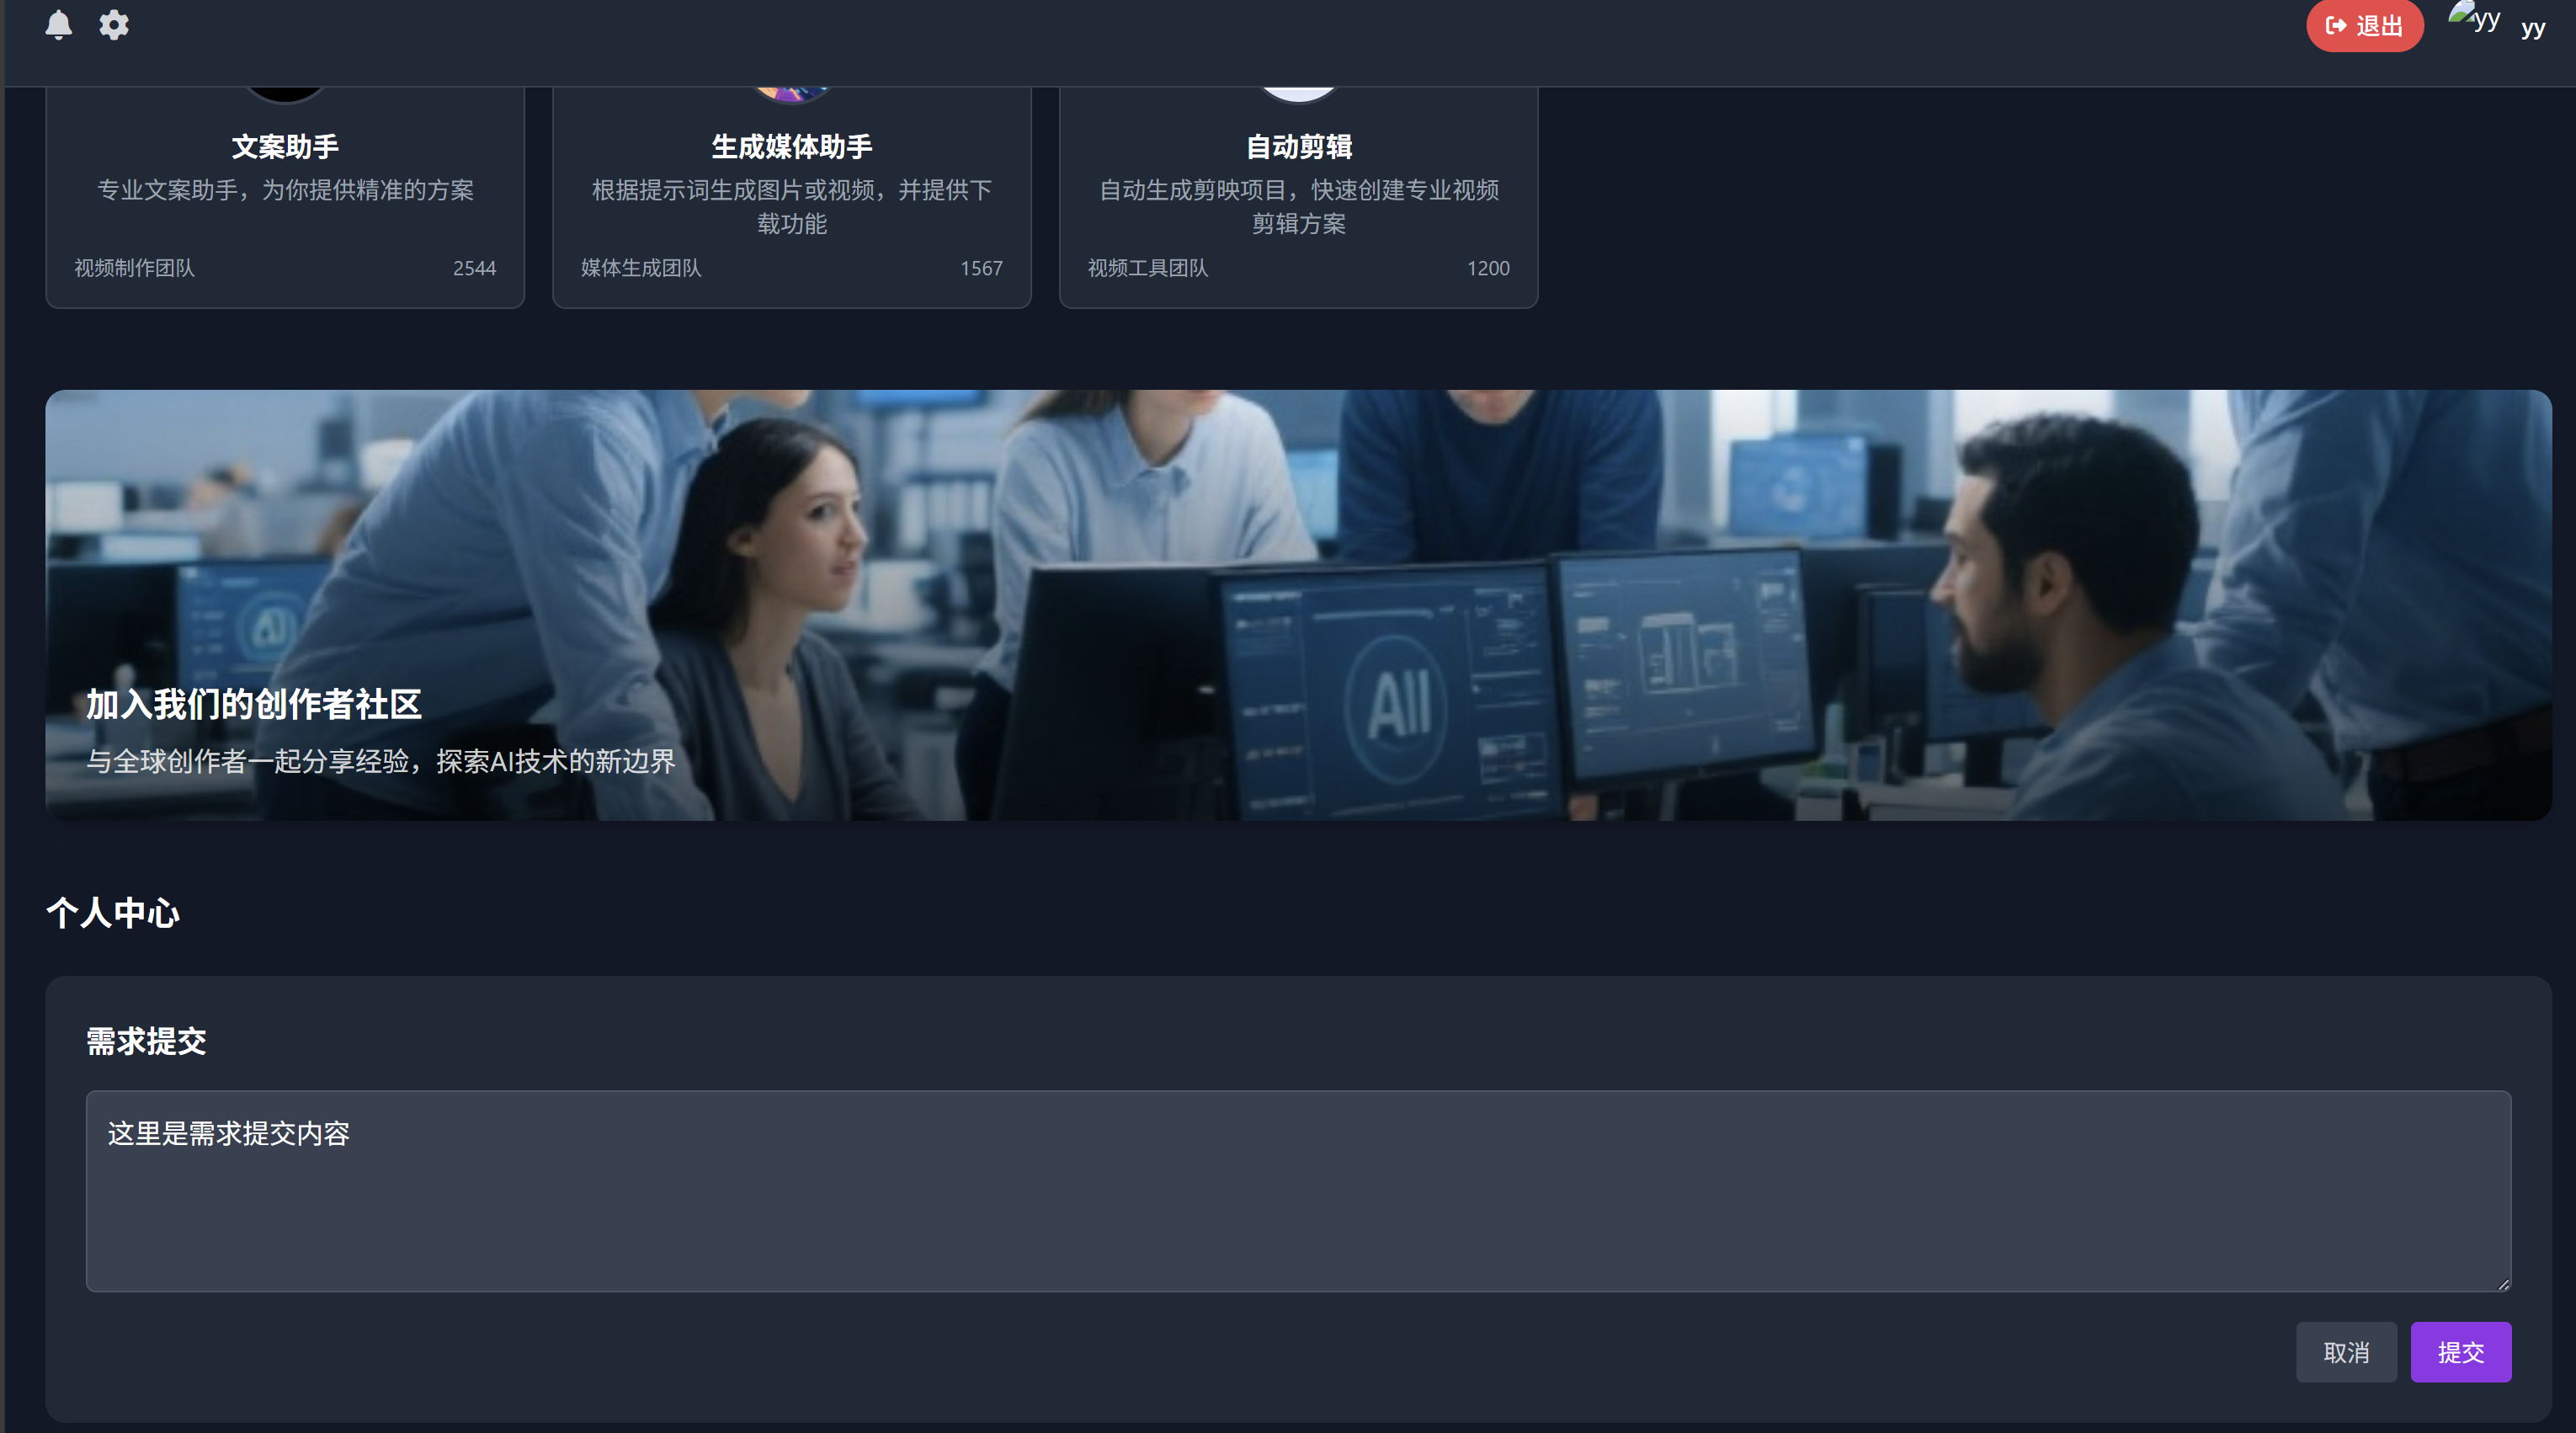 退出
yy
yy
文案助手
专业文案助手，为你提供精准的方案
视频制作团队
2544
生成媒体助手
根据提示词生成图片或视频，并提供下
载功能
媒体生成团队
1567
自动剪辑
自动生成剪映项目，快速创建专业视频
剪辑方案
视频工具团队
1200
AI
AII
加入我们的创作者社区
与全球创作者一起分享经验，探索AI技术的新边界
个人中心
需求提交
这里是需求提交内容
取消
提交